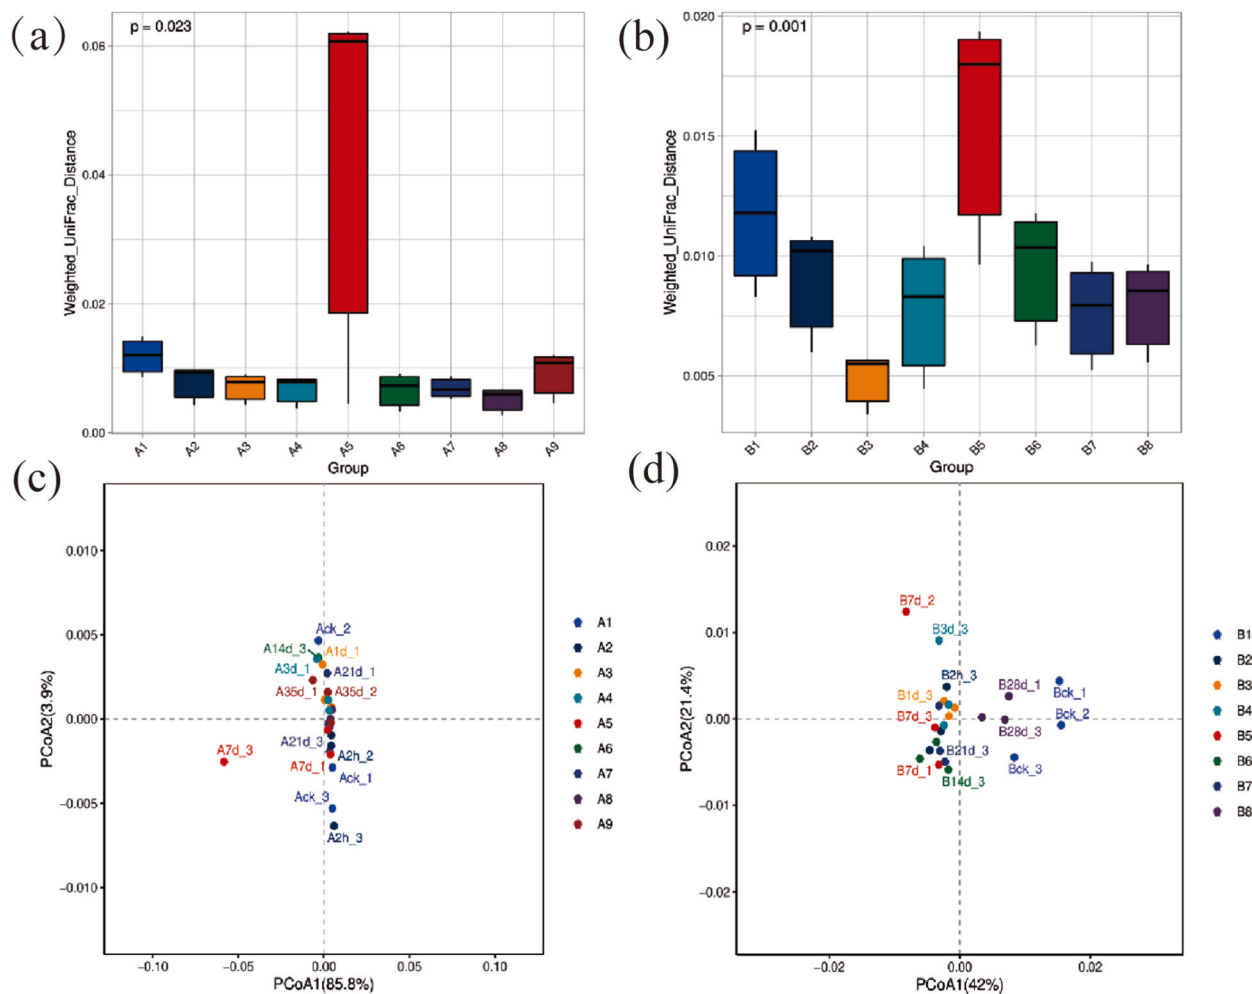 (a)
p = 0.023
Weighted_UniFrac_Distance
0.06
0.04
0.02
0.00
A1
A2
A3
A4
A5
A6
A7
A8
A9
Group
(b)
p = 0.001
Weighted_UniFrac_Distance
0.020
0.015
0.010
0.005
B1
B2
B3
B4
B5
B6
B7
B8
Group
(c)
PCoA2(3.9%)
0.010
0.005
0.000
−0.005
−0.010
Ack_2
A14d_3
A1d_1
A3d_1
A21d_1
A35d_1
A35d_2
A21d_3
A7d_3
A2h_2
A7d_1
Ack_1
Ack_3
A2h_3
−0.10
−0.05
0.00
0.05
0.10
PCoA1(85.8%)
A1
A2
A3
A4
A5
A6
A7
A8
A9
(d)
PCoA2(21.4%)
0.02
0.01
0.00
−0.01
−0.02
B7d_2
B3d_3
B2h_3
B28d_1
B1d_3
Bck_1
B7d_3
Bck_2
B28d_3
B21d_3
B7d_1
Bck_3
B14d_3
−0.02
0.00
0.02
PCoA1(42%)
B1
B2
B3
B4
B5
B6
B7
B8